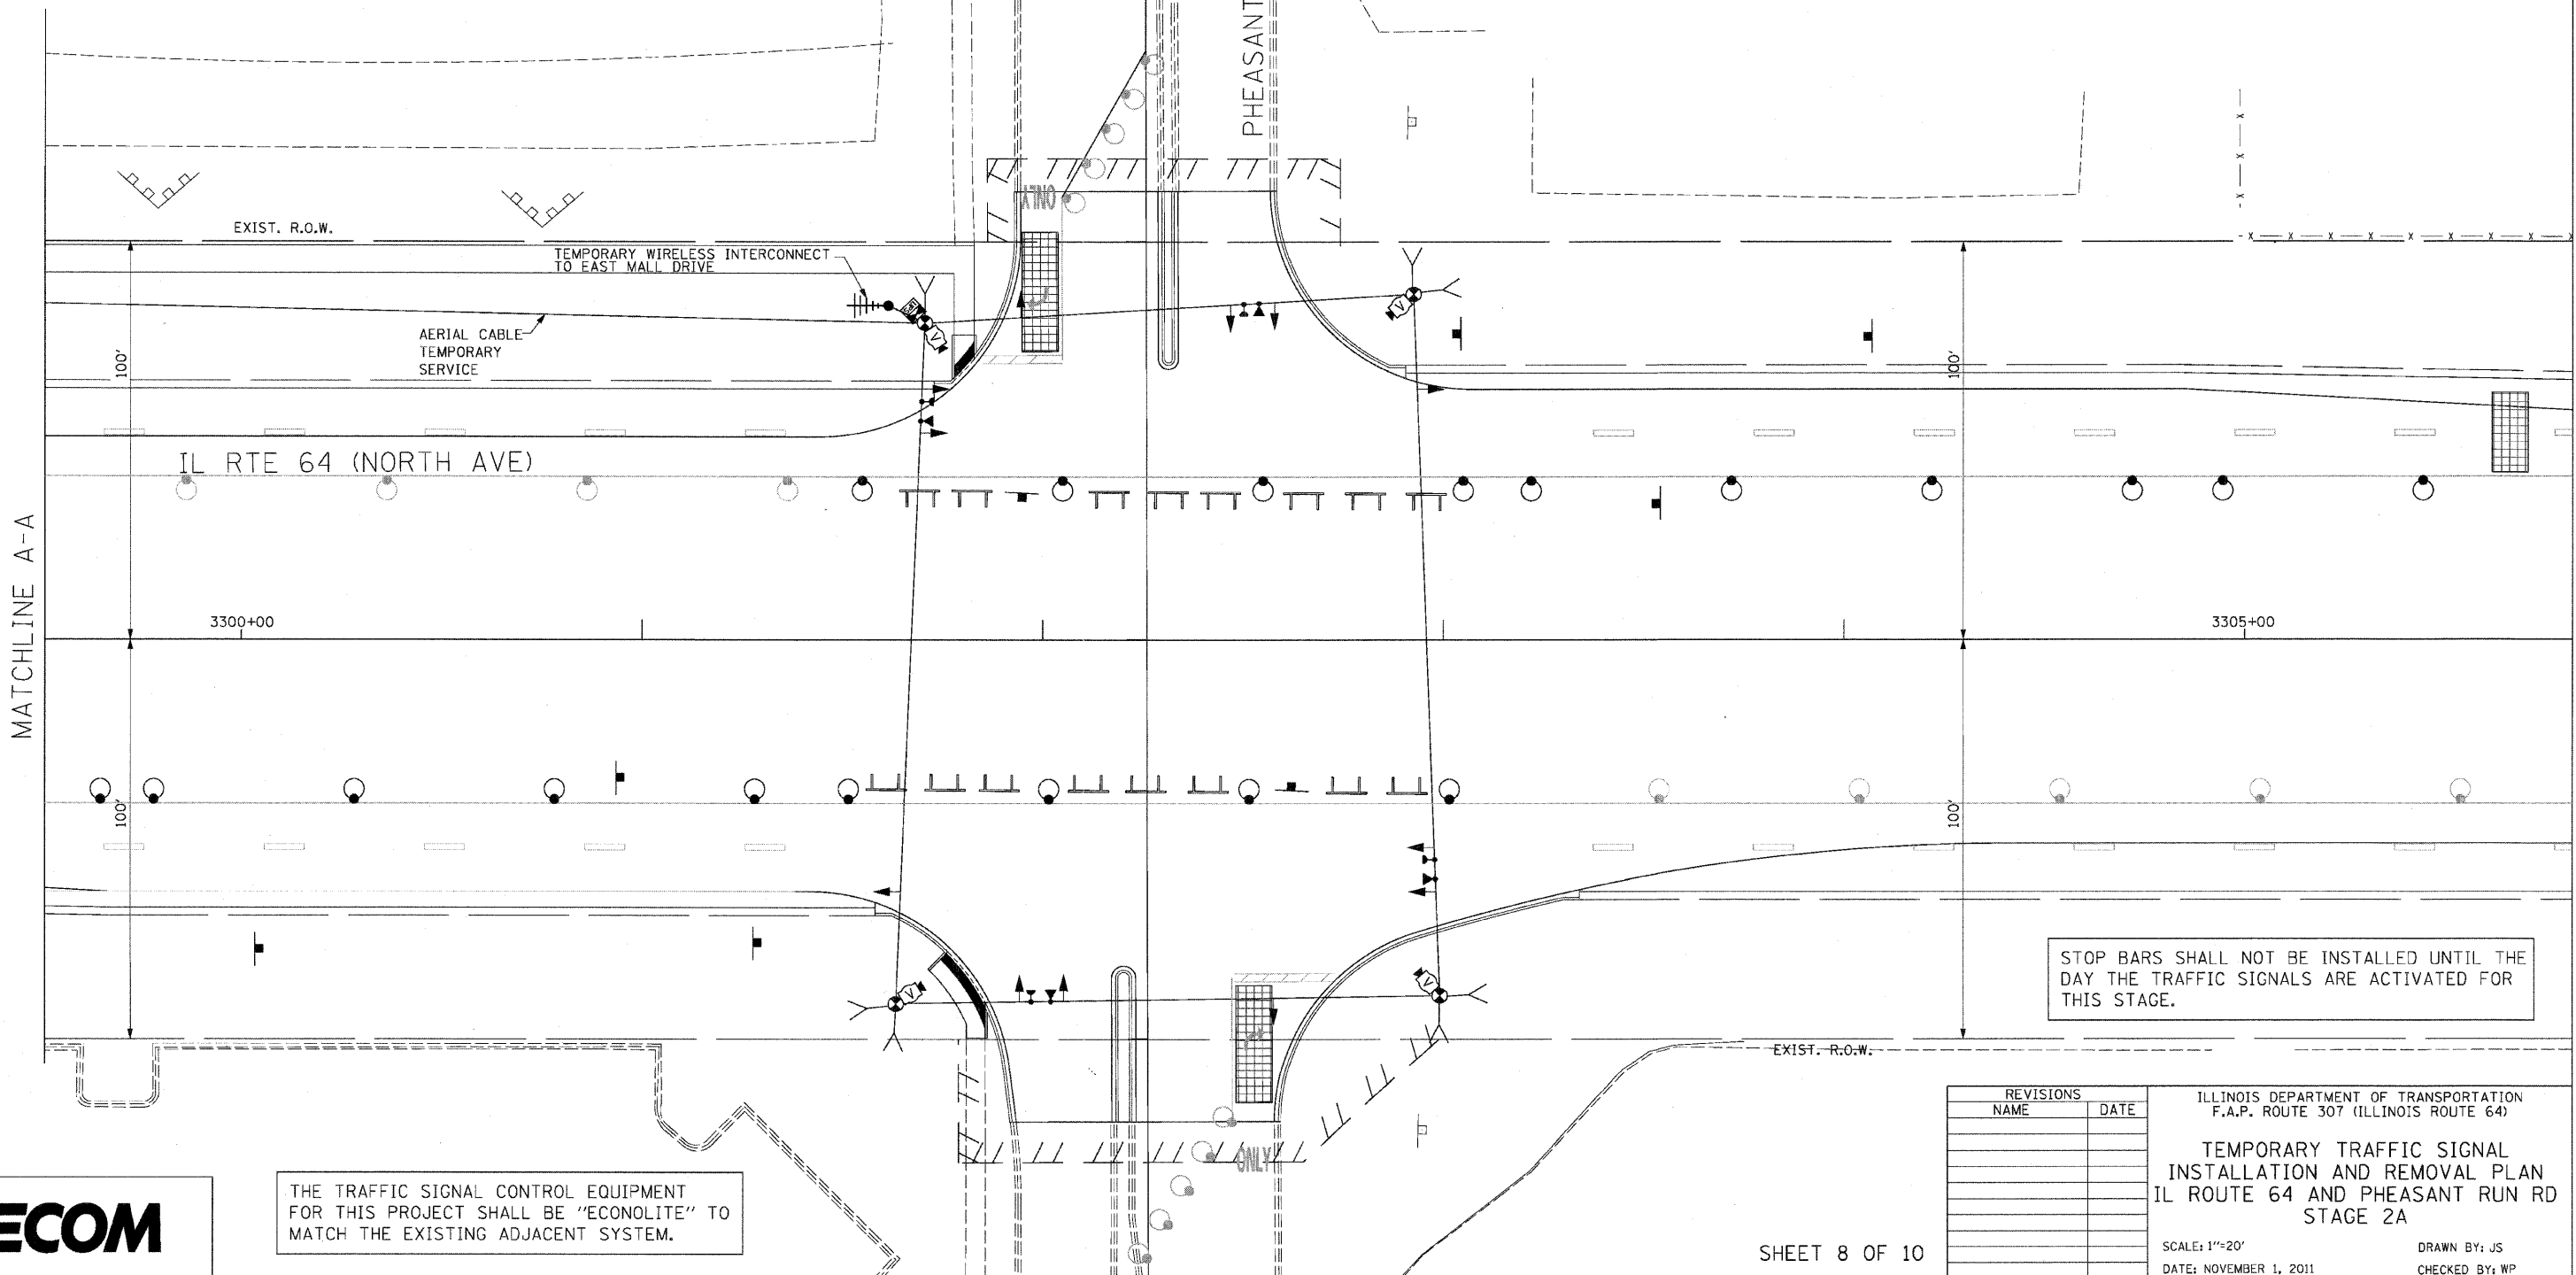 PHEASANT
ONLY
EXIST. R.O.W.
TEMPORARY WIRELESS INTERCONNECT
TO EAST MALL DRIVE
AERIAL CABLE
TEMPORARY
SERVICE
100'
100'
IL RTE 64 (NORTH AVE)
MATCHLINE A-A
3300+00
3305+00
100'
100'
V
V
V
V
STOP BARS SHALL NOT BE INSTALLED UNTIL THE
DAY THE TRAFFIC SIGNALS ARE ACTIVATED FOR
THIS STAGE.
EXIST. R.O.W.
ONLY
ECOM
THE TRAFFIC SIGNAL CONTROL EQUIPMENT
FOR THIS PROJECT SHALL BE "ECONOLITE" TO
MATCH THE EXISTING ADJACENT SYSTEM.
SHEET 8 OF 10
REVISIONS
NAME DATE
ILLINOIS DEPARTMENT OF TRANSPORTATION
F.A.P. ROUTE 307 (ILLINOIS ROUTE 64)
TEMPORARY TRAFFIC SIGNAL
INSTALLATION AND REMOVAL PLAN
IL ROUTE 64 AND PHEASANT RUN RD
STAGE 2A
SCALE: 1"=20'
DATE: NOVEMBER 1, 2011
DRAWN BY: JS
CHECKED BY: WP